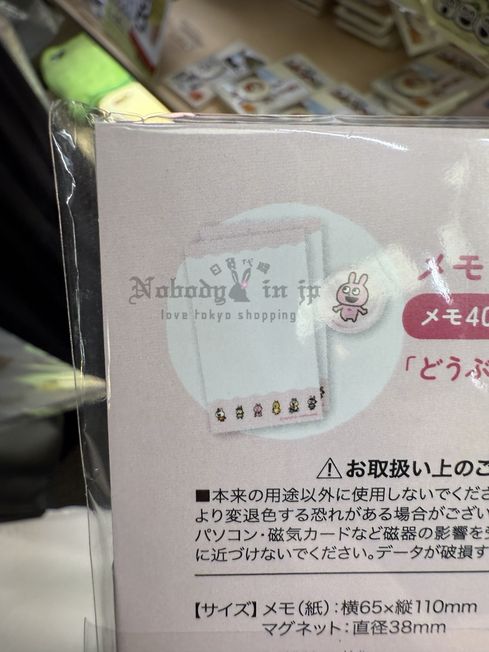 日貨代購
Nobody in jp
love tokyo shopping
メモ
メモ40
「どうぶ
⚠お取扱い上のご
■本来の用途以外に使用しないでくださ
より変退色する恐れがある場合がござい
パソコン・磁気カードなど磁器の影響を受
に近づけないでください。データが破損す
【サイズ】メモ（紙）：横65×縦110mm
マグネット：直径38mm